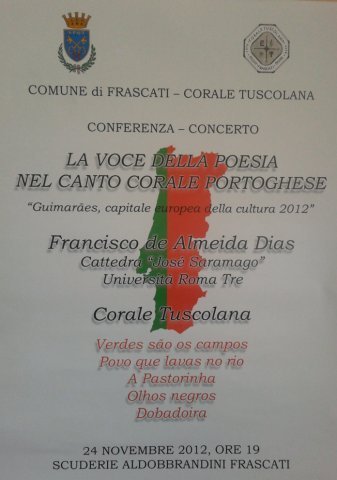 COMUNE di FRASCATI – CORALE TUSCOLANA
CONFERENZA – CONCERTO
LA VOCE DELLA POESIA
NEL CANTO CORALE PORTOGHESE
"Guimarães, capitale europea della cultura 2012"
Francisco de Almeida Dias
Cattedra "José Saramago"
Università Roma Tre
Corale Tuscolana
Verdes são os campos
Povo que lavas no rio
A Pastorinha
Olhos negros
Dobadoira
24 NOVEMBRE 2012, ORE 19
SCUDERIE ALDOBBRANDINI FRASCATI